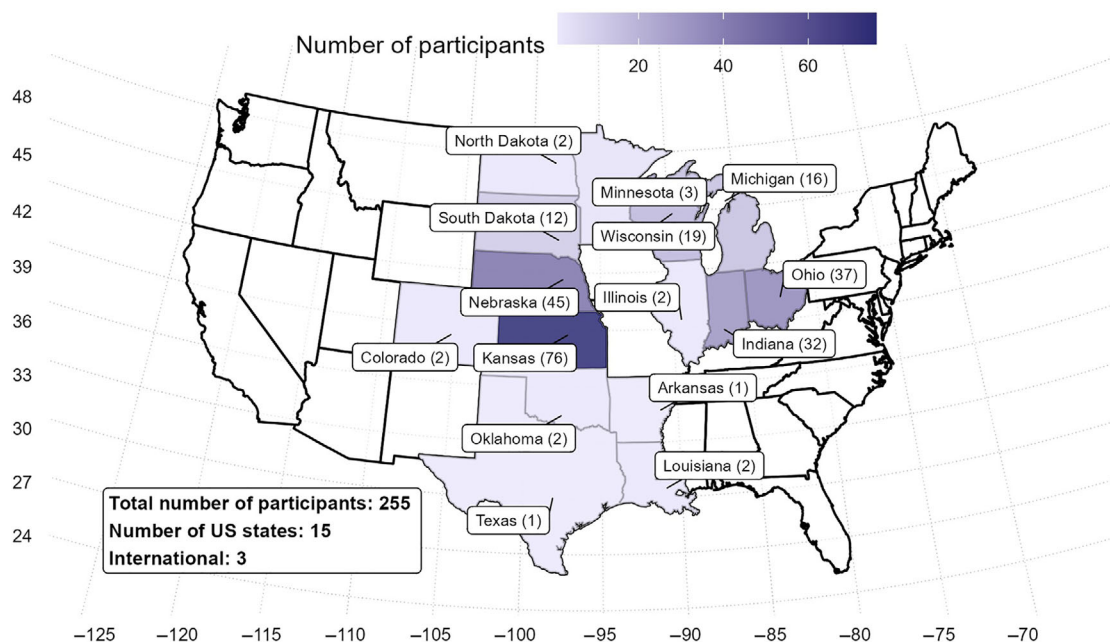 Number of participants
20 40 60
48
45
42
39
36
33
30
27
24
North Dakota (2)
Minnesota (3)
Michigan (16)
South Dakota (12)
Wisconsin (19)
Ohio (37)
Nebraska (45)
Illinois (2)
Indiana (32)
Colorado (2)
Kansas (76)
Arkansas (1)
Oklahoma (2)
Louisiana (2)
Texas (1)
Total number of participants: 255
Number of US states: 15
International: 3
−125 −120 −115 −110 −105 −100 −95 −90 −85 −80 −75 −70